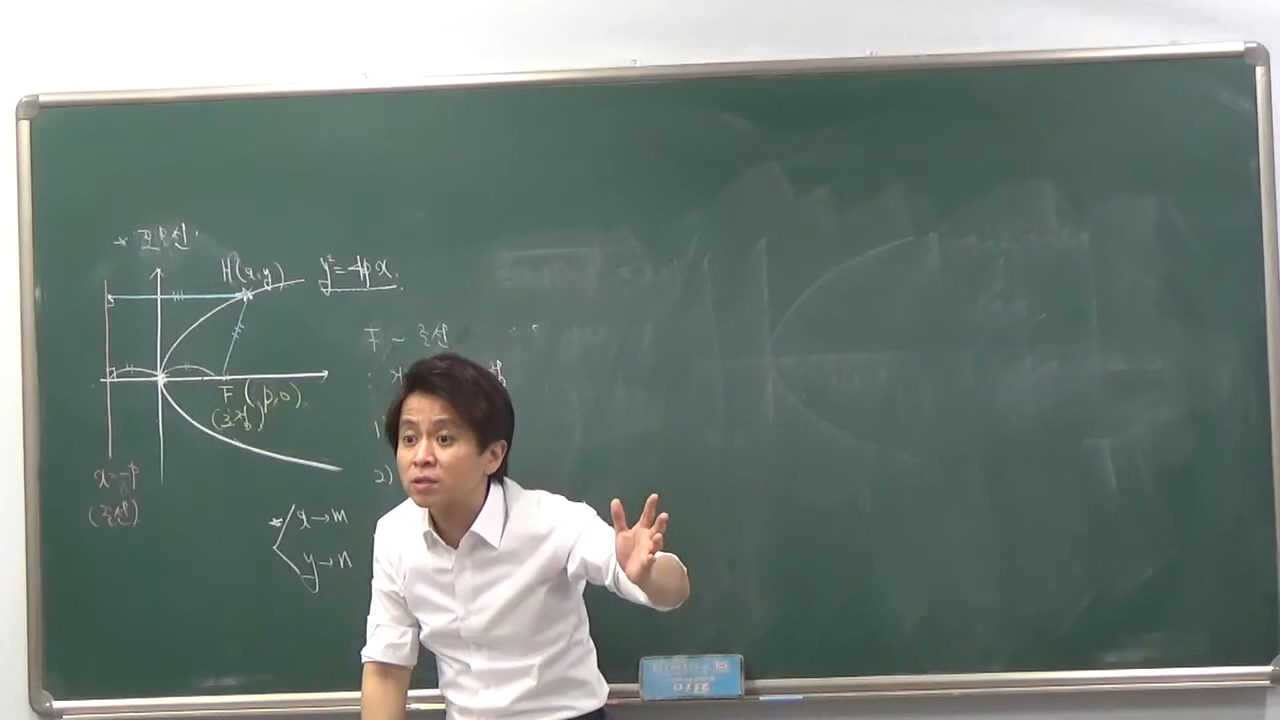 * 포물선.
H(x,y)
y²=4px.
F ~ 준선
F (p,0).
(초점)
1)
x=-p
2)
(준선)
x→m
y→n